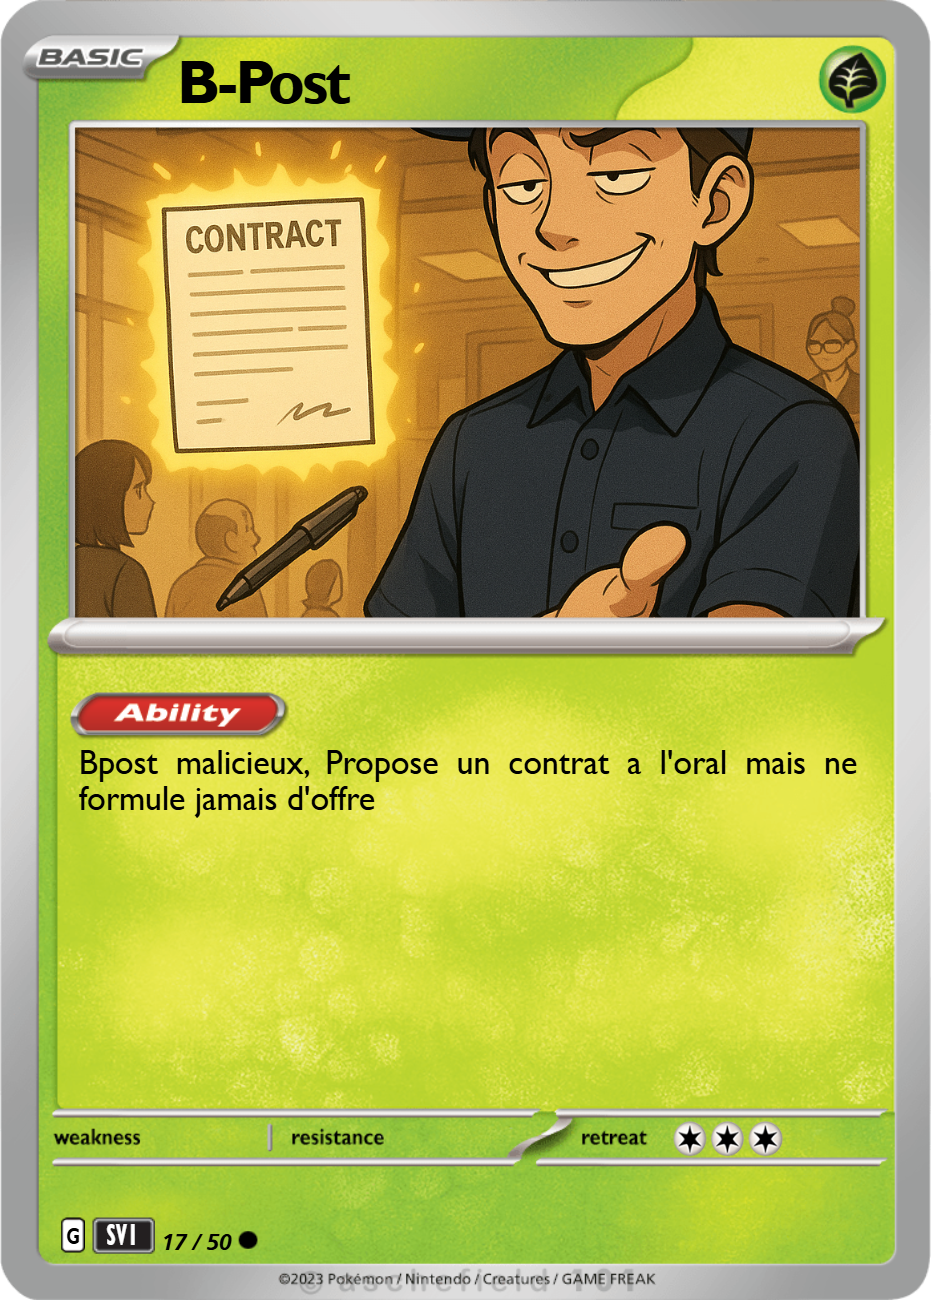 BASIC
B-Post
CONTRACT
Ability
Bpost malicieux, Propose un contrat a l'oral mais ne
formule jamais d'offre
weakness
resistance
retreat
G SVI 17 / 50
©2023 Pokémon / Nintendo / Creatures / GAME FREAK